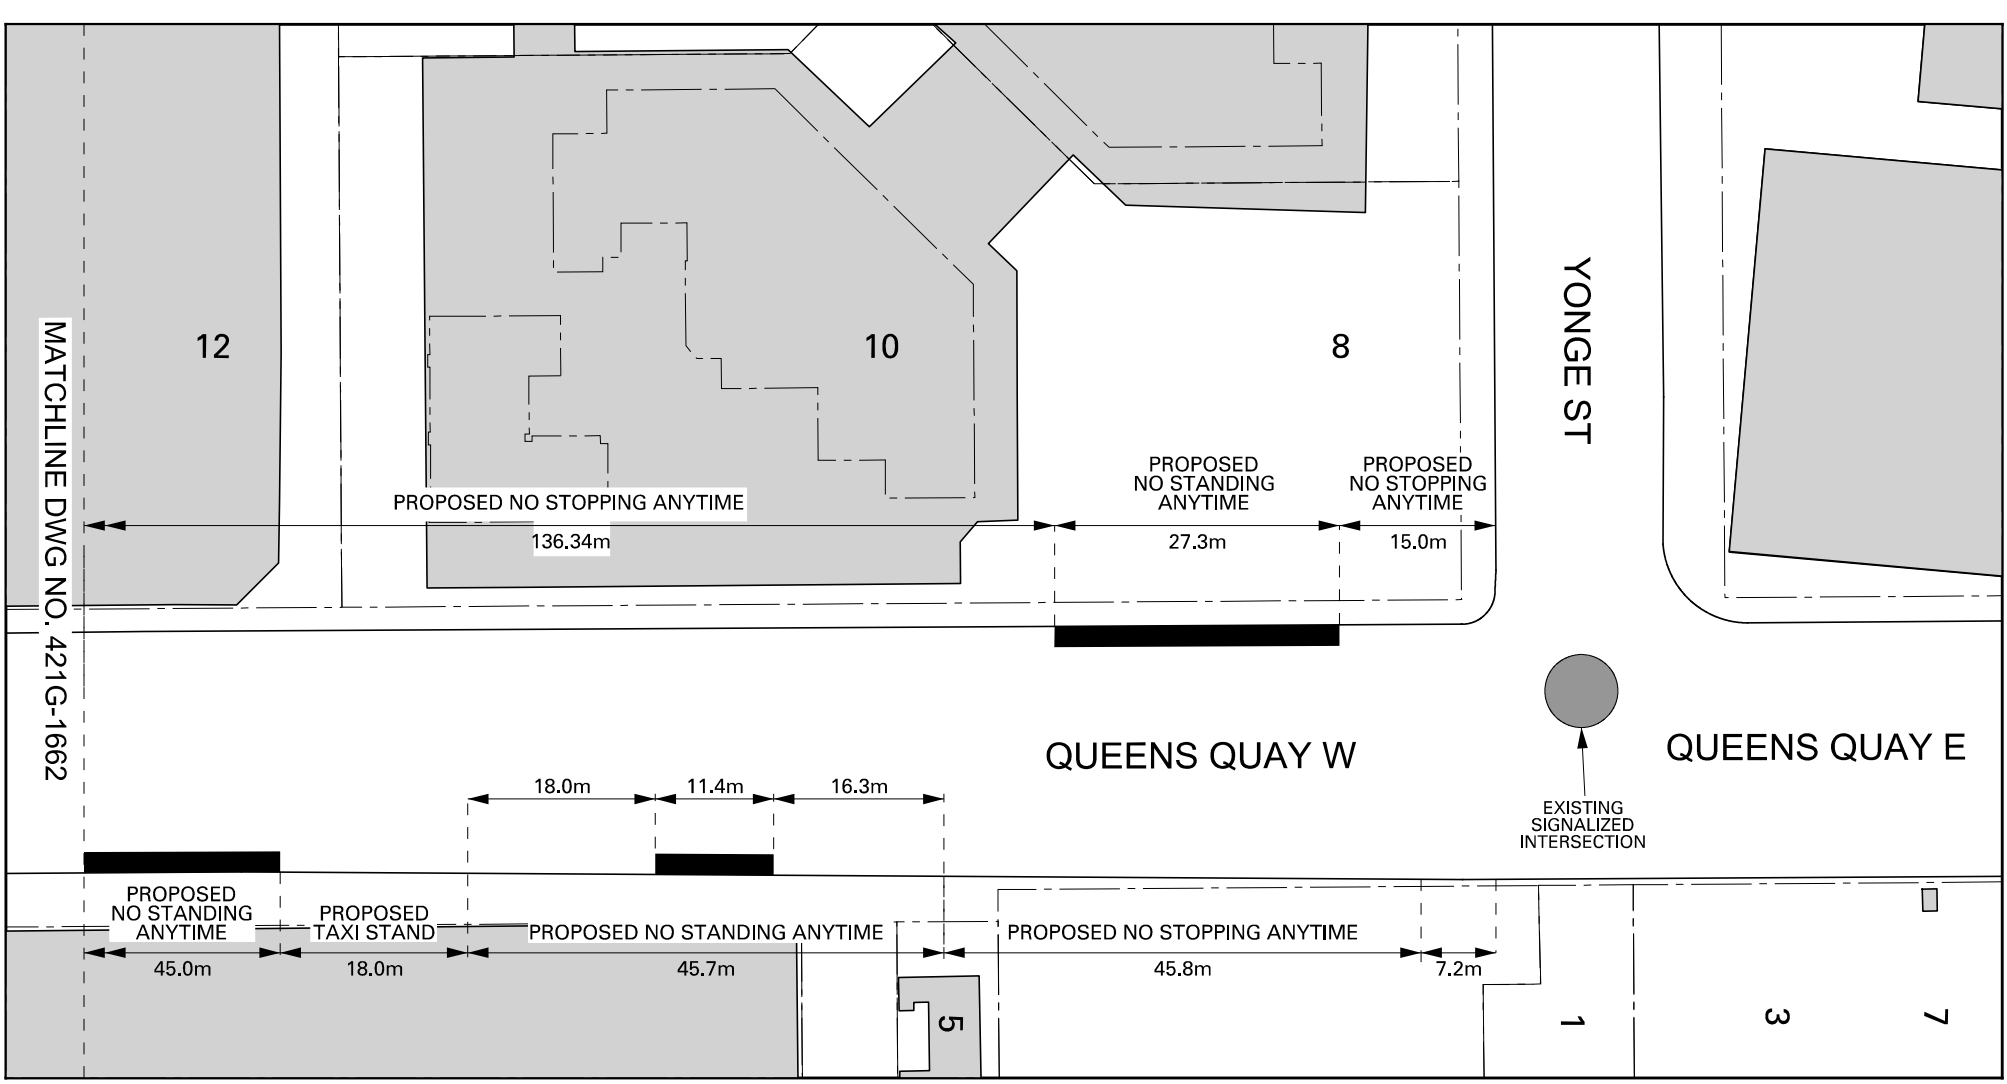 12
10
8
YONGE ST
MATCHLINE DWG NO. 421G-1662
PROPOSED NO STOPPING ANYTIME
136.34m
PROPOSED
NO STANDING
ANYTIME
27.3m
PROPOSED
NO STOPPING
ANYTIME
15.0m
QUEENS QUAY W
QUEENS QUAY E
EXISTING
SIGNALIZED
INTERSECTION
18.0m
11.4m
16.3m
PROPOSED
NO STANDING
ANYTIME
45.0m
PROPOSED
TAXI STAND
18.0m
PROPOSED NO STANDING ANYTIME
45.7m
PROPOSED NO STOPPING ANYTIME
45.8m
7.2m
5
1
3
7